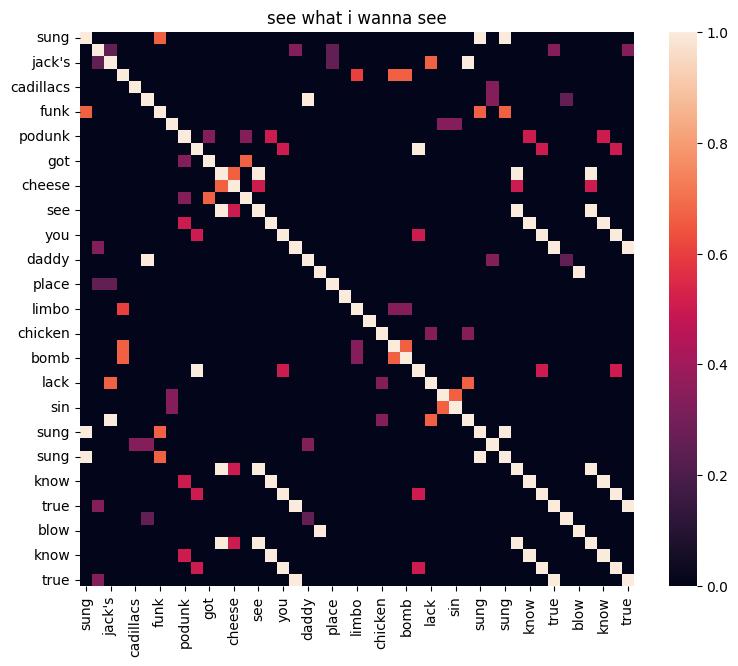 see what i wanna see
sung
jack's
cadillacs
funk
podunk
got
cheese
see
you
daddy
place
limbo
chicken
bomb
lack
sin
sung
sung
know
true
blow
know
true
1.0
0.8
0.6
0.4
0.2
0.0
sung
jack's
cadillacs
funk
podunk
got
cheese
see
you
daddy
place
limbo
chicken
bomb
lack
sin
sung
sung
know
true
blow
know
true